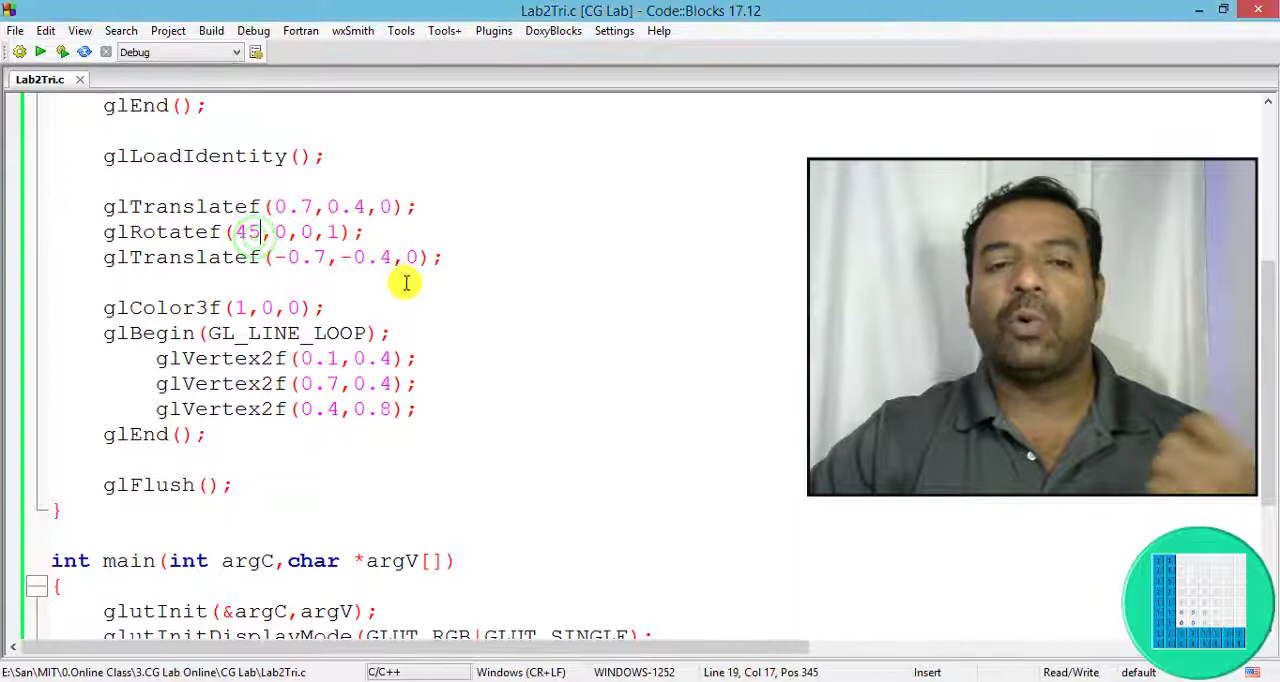 Lab2Tri.c [CG Lab] - Code::Blocks 17.12
File Edit View Search Project Build Debug Fortran wxSmith Tools Tools+ Plugins DoxyBlocks Settings Help
Debug
Lab2Tri.c
glEnd();
glLoadIdentity();
glTranslatef(0.7,0.4,0);
glRotatef(45,0,0,1);
glTranslatef(-0.7,-0.4,0);
glColor3f(1,0,0);
glBegin(GL_LINE_LOOP);
glVertex2f(0.1,0.4);
glVertex2f(0.7,0.4);
glVertex2f(0.4,0.8);
glEnd();
glFlush();
}
int main(int argC,char *argV[])
{
glutInit(&argC,argV);
glutInitDisplayMode(GLUT_RGB|GLUT_SINGLE);
E:\San\MIT\0.Online Class\3.CG Lab Online\CG Lab\Lab2Tri.c C/C++ Windows (CR+LF) WINDOWS-1252 Line 19, Col 17, Pos 345 Insert Read/Write default